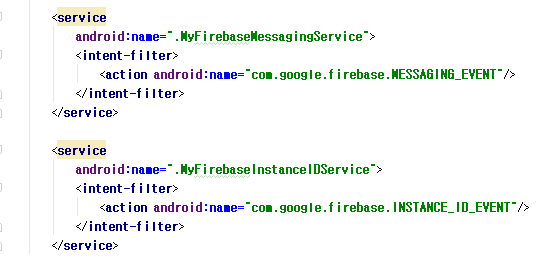 <service
android:name=".MyFirebaseMessagingService">
<intent-filter>
<action android:name="com.google.firebase.MESSAGING_EVENT"/>
</intent-filter>
</service>
<service
android:name=".MyFirebaseInstanceIDService">
<intent-filter>
<action android:name="com.google.firebase.INSTANCE_ID_EVENT"/>
</intent-filter>
</service>